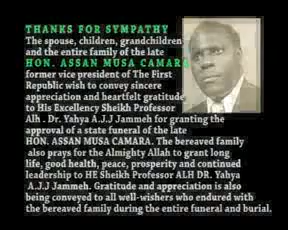 THANKS FOR SYMPATHY
The spouse, children, grandchildren
and the entire family of the late
HON. ASSAN MUSA CAMARA
former vice president of The First
Republic wish to convey sincere
appreciation and heartfelt gratitude
to His Excellency Sheikh Professor
Alh . Dr. Yahya A.J.J Jammeh for granting the
approval of a state funeral of the late
HON. ASSAN MUSA CAMARA. The bereaved family
also prays for the Almighty Allah to grant long
life, good health, peace, prosperity and continued
leadership to HE Sheikh Professor ALH DR. Yahya
A.J.J Jammeh. Gratitude and appreciation is also
being conveyed to all well-wishers who endured with
the bereaved family during the entire funeral and burial.